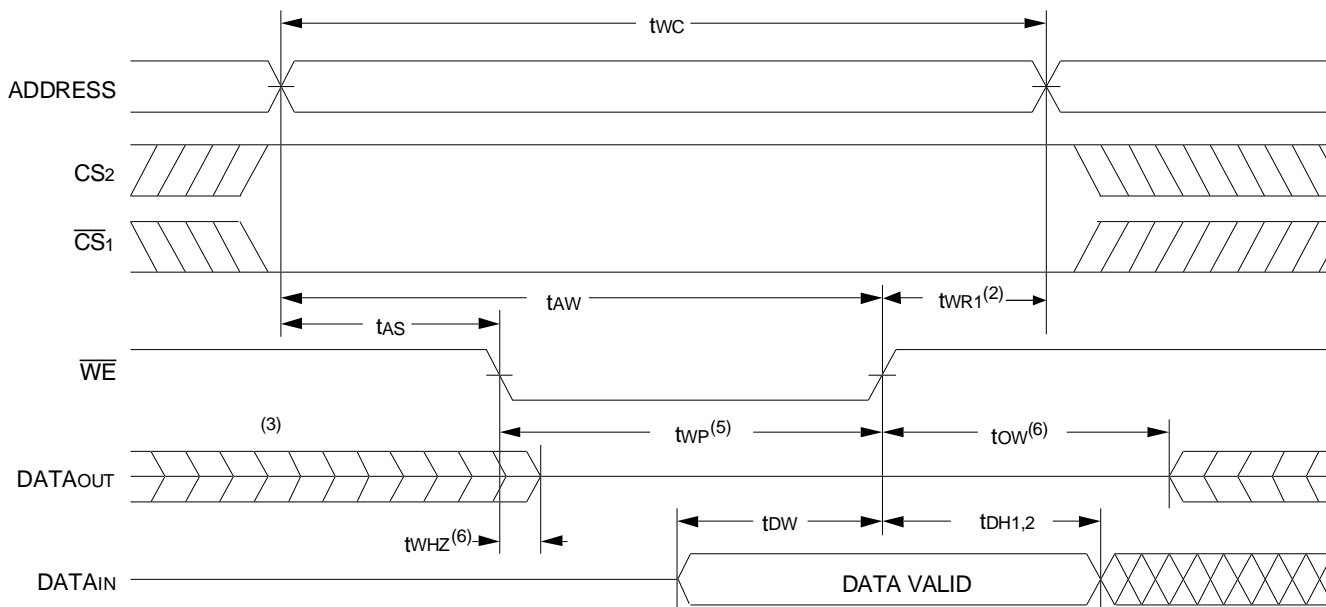 tWC
ADDRESS
CS2
CS1
tAW
tWR1(2)
tAS
WE
(3)
tWP(5)
tOW(6)
DATAOUT
tDW
tDH1,2
tWHZ(6)
DATAIN
DATA VALID